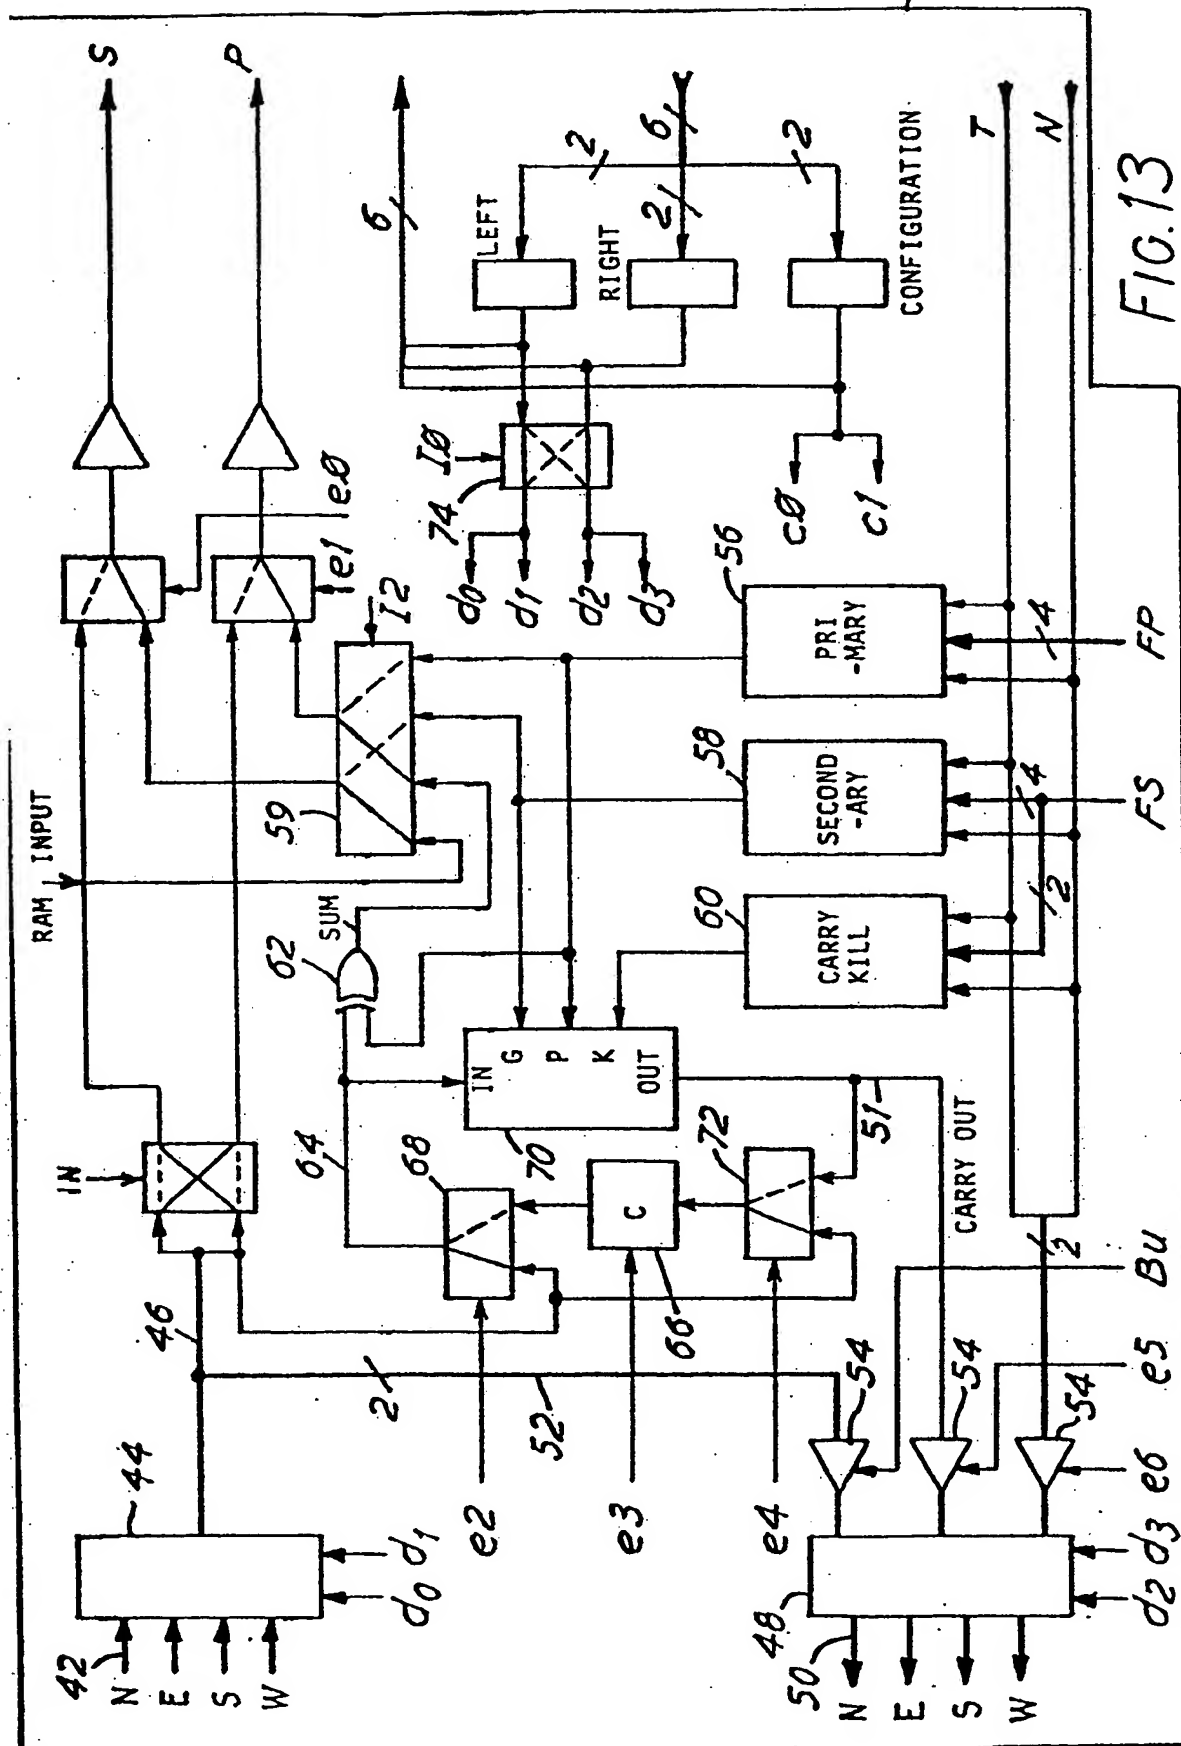 S
P
6
2
6
2
2
LEFT
RIGHT
CONFIGURATION
T
N
FIG. 13
RAM INPUT
IN
e0
e1
I2
59
I0
74
d0
d1
d2
d3
c0
c1
62
SUM
64
68
IN
G
P
K
OUT
70
72
C
66
51
CARRY OUT
56
PRI
-MARY
58
SECOND
-ARY
60
CARRY
KILL
4
FP
4
FS
2
2
BU
e5
e6
46
2
52
e2
e3
e4
54
54
54
44
d0 d1
42
N
E
S
W
48
50
N
E
S
W
d2 d3